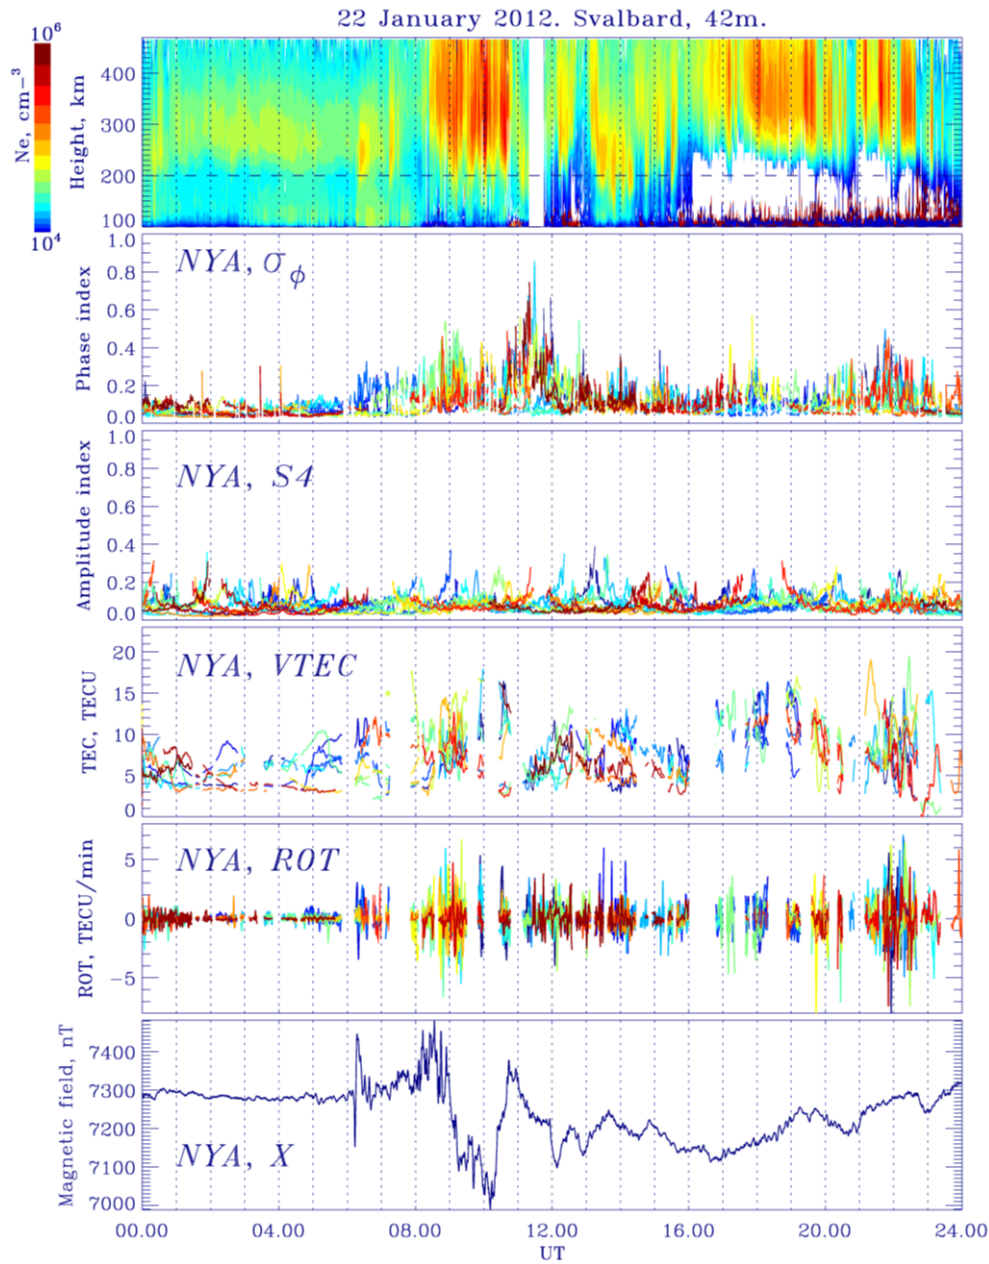 22 January 2012. Svalbard, 42m.
10⁶
Ne, cm⁻³
10⁴
Height, km
400
300
200
100
Phase index
1.0
0.8
0.6
0.4
0.2
0.0
NYA, σϕ
Amplitude index
1.0
0.8
0.6
0.4
0.2
0.0
NYA, S4
TEC, TECU
20
15
10
5
0
NYA, VTEC
ROT, TECU/min
5
0
−5
NYA, ROT
Magnetic field, nT
7400
7300
7200
7100
7000
NYA, X
00.00 04.00 08.00 12.00 16.00 20.00 24.00
UT